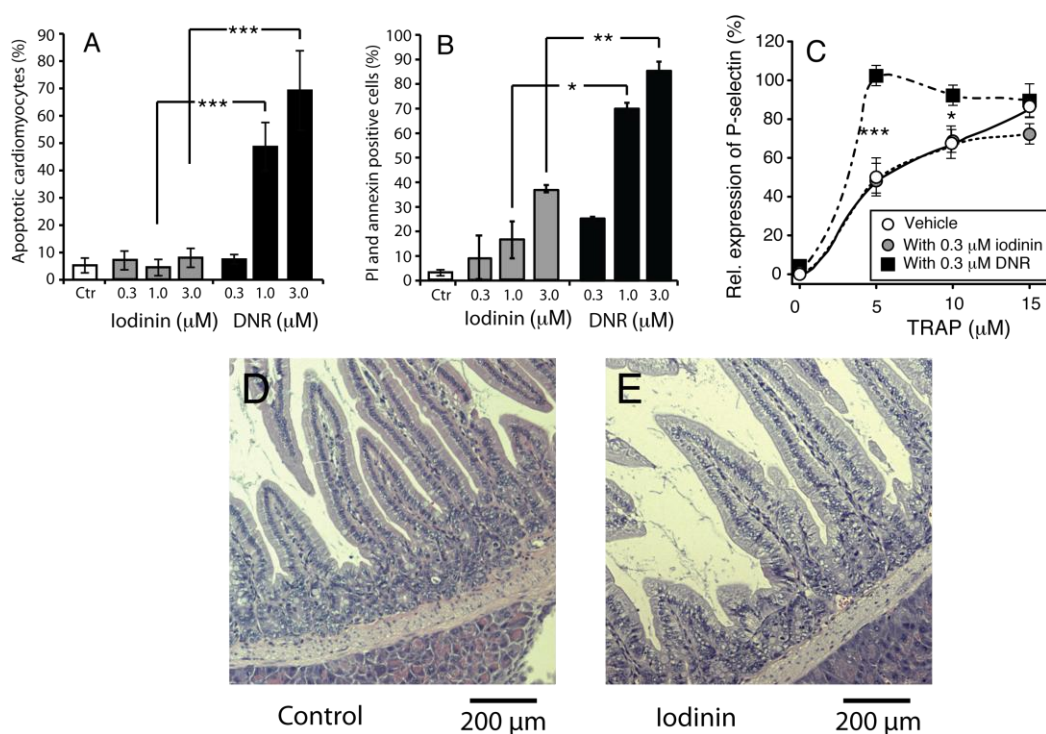 A
Apoptotic cardiomyocytes (%)
90
80
70
60
50
40
30
20
10
0
***
***
Ctr
0.3 1.0 3.0 0.3 1.0 3.0
Iodinin (μM) DNR (μM)
B
PI and annexin positive cells (%)
100
90
80
70
60
50
40
30
20
10
0
**
*
Ctr
0.3 1.0 3.0 0.3 1.0 3.0
Iodinin (μM) DNR (μM)
C
Rel. expression of P-selectin (%)
120
100
80
60
40
20
0
***
*
Vehicle
With 0.3 μM iodinin
With 0.3 μM DNR
0 5 10 15
TRAP (μM)
D
Control
200 μm
E
Iodinin
200 μm